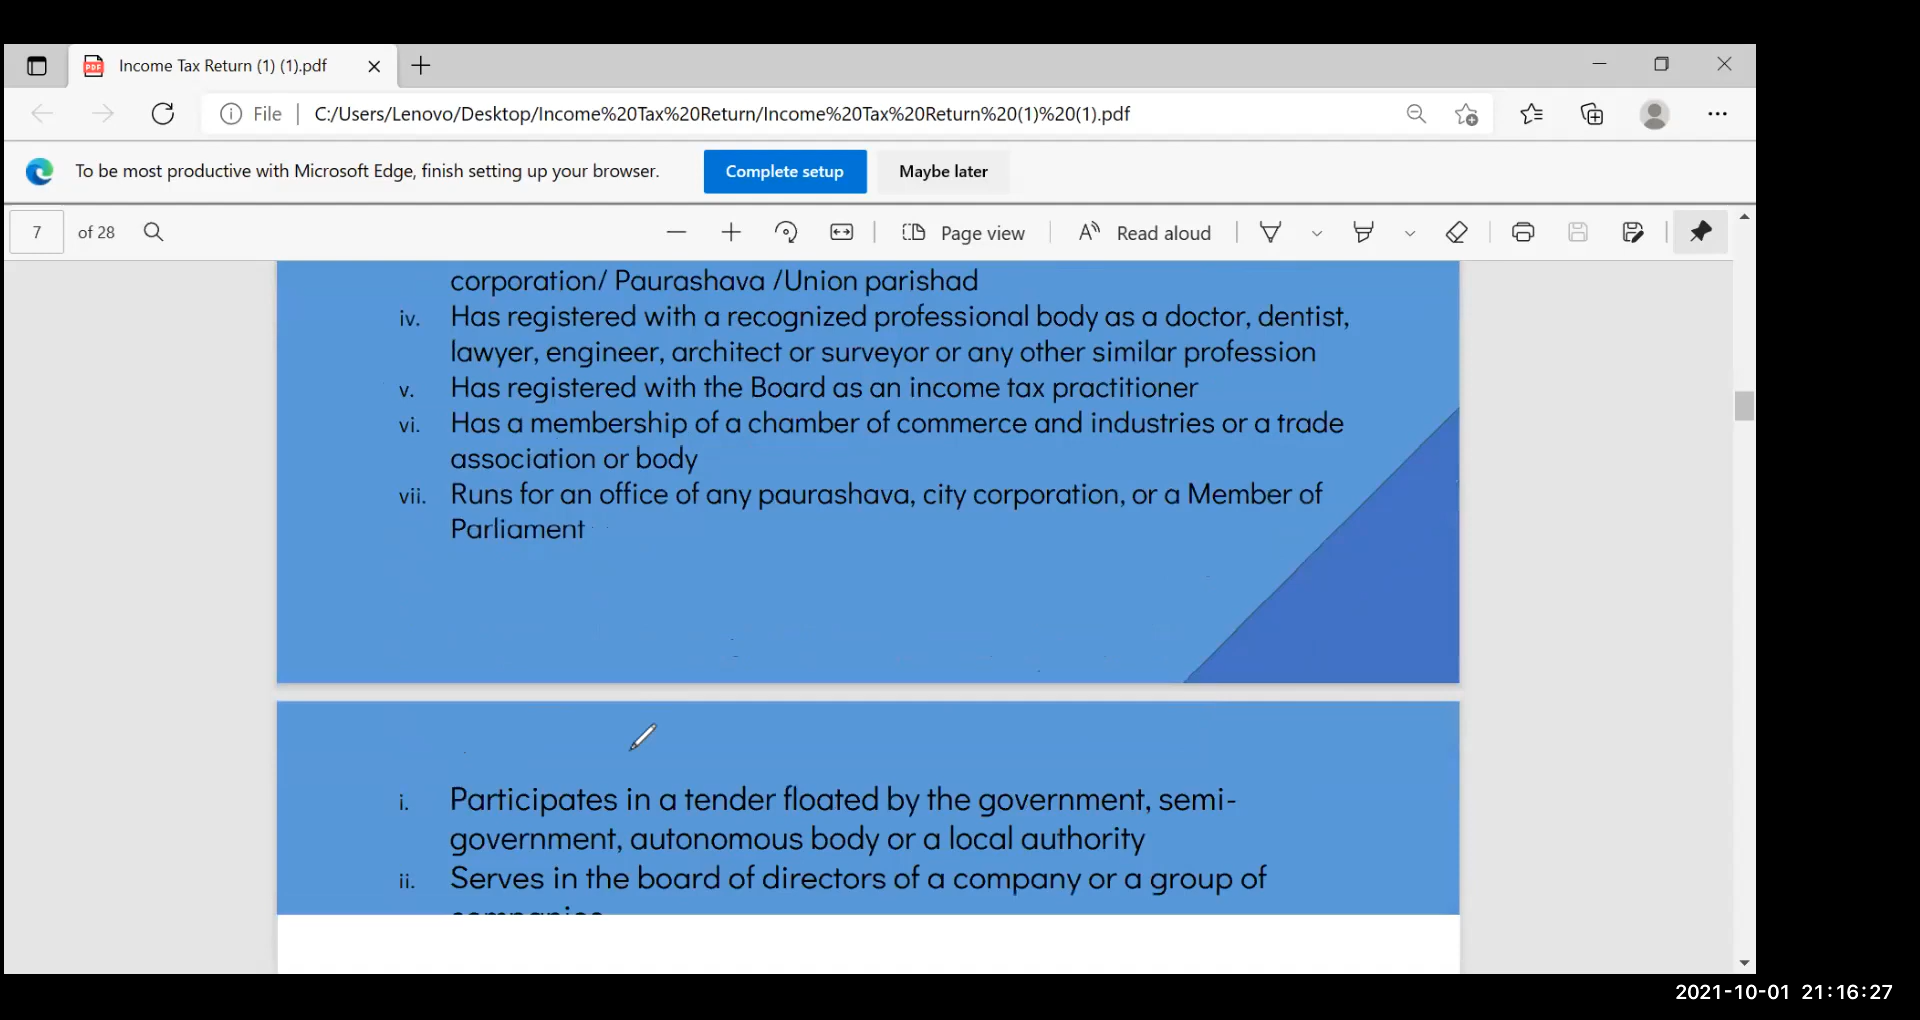 Income Tax Return (1) (1).pdf
File
C:/Users/Lenovo/Desktop/Income%20Tax%20Return/Income%20Tax%20Return%20(1)%20(1).pdf
To be most productive with Microsoft Edge, finish setting up your browser.
Complete setup
Maybe later
7 of 28
Page view
Read aloud
corporation/ Paurashava /Union parishad
iv. Has registered with a recognized professional body as a doctor, dentist,
lawyer, engineer, architect or surveyor or any other similar profession
v. Has registered with the Board as an income tax practitioner
vi. Has a membership of a chamber of commerce and industries or a trade
association or body
vii. Runs for an office of any paurashava, city corporation, or a Member of
Parliament
i. Participates in a tender floated by the government, semi-
government, autonomous body or a local authority
ii. Serves in the board of directors of a company or a group of
2021-10-01 21:16:27